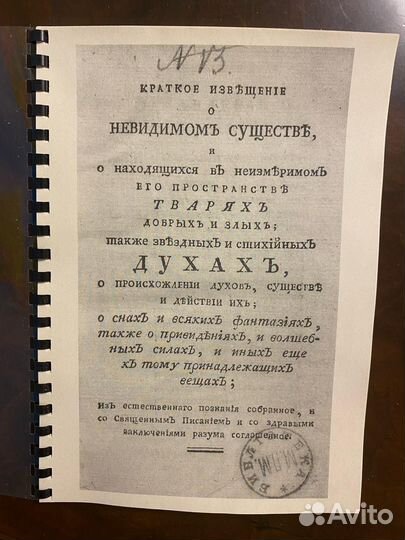 N 13.
КРАТКОЕ ИЗВѢЩЕНІЕ
О
НЕВИДИМОМЪ СУЩЕСТВѢ,
И
О НАХОДЯЩИХСЯ ВЪ НЕИЗМѢРИМОМЪ
ЕГО ПРОСТРАНСТВѢ
ТВАРЯХЪ
ДОБРЫХЪ И ЗЛЫХЪ;
ТАКЖЕ ЗВѢЗДНЫХЪ И СТИХІЙНЫХЪ
ДУХАХЪ,
О ПРОИСХОЖДЕНІИ ДУХОВЪ, СУЩЕСТВѢ
И ДѢЙСТВІИ ИХЪ;
о снахъ и всякихъ фантазіяхъ,
также о привидѣніяхъ, и волшеб-
ныхъ силахъ, и иныхъ еще
къ тому принадлежащихъ
вещахъ;
Изъ естественнаго познанія собранное, и
со Священнымъ Писаніемъ и со здравыми
заключеніями разума соглашенное.
Avito